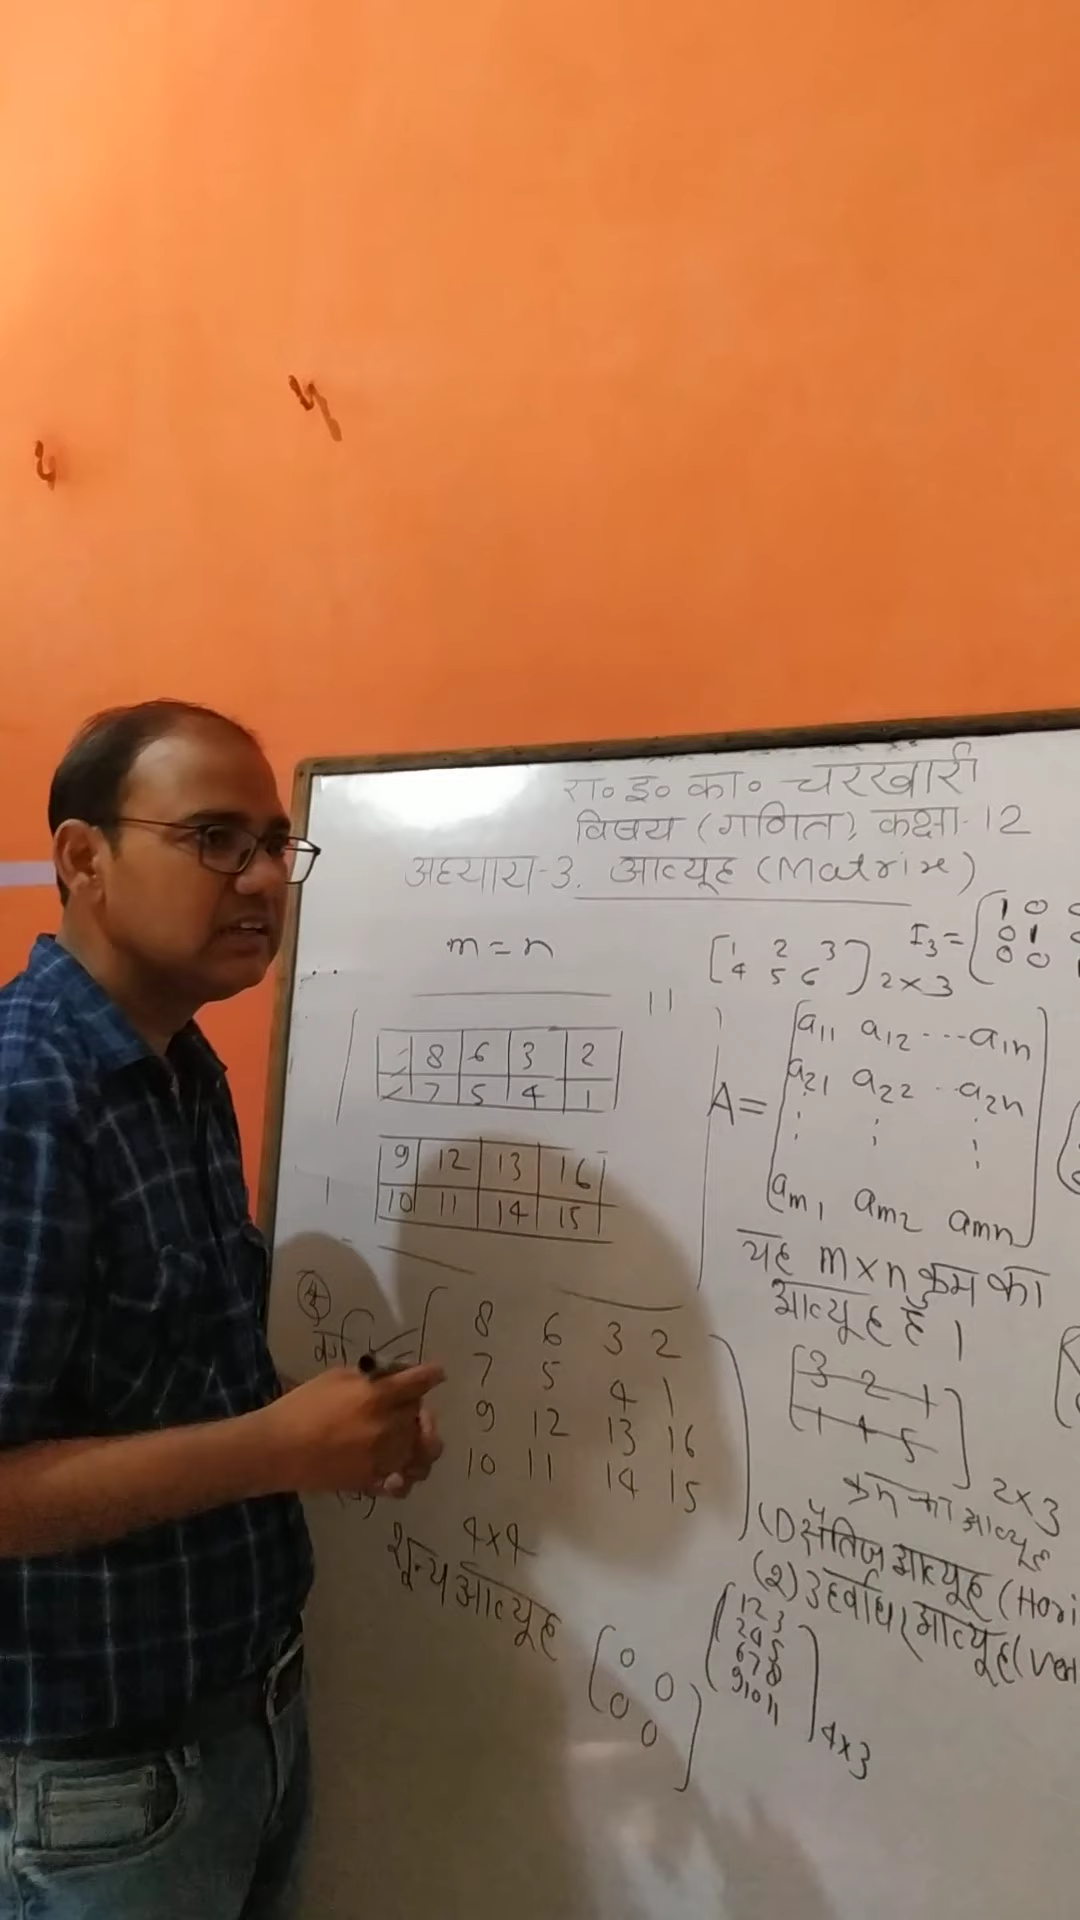 रा० इ० का० चरखारी
विषय (गणित), कक्षा-12
अध्याय-3. आव्यूह (Matrix)
m = n
[1 2 3
4 5 6] 2×3
I3 = [1 0 0
0 1 0
0 0 1
8 6 3 2
7 5 4 1
9 12 13 16
10 11 14 15
A = [a11 a12 ... a1n
a21 a22 .. a2n
⋮ ⋮ ⋮
am1 am2 amn]
यह m×n क्रम का
आव्यूह है।
[3 2 1
1 4 5] 2×3
क्रम का आव्यूह
(1) क्षैतिज आव्यूह (Hori
(2) उर्ध्वाधर आव्यूह (Ver
④
वर्ग
[8 6 3 2
7 5 4 1
9 12 13 16
10 11 14 15]
4×4
शून्य आव्यूह
[0 0
0 0]
[1 2 3
2 4 5
6 7 8
9 10 11] 4×3